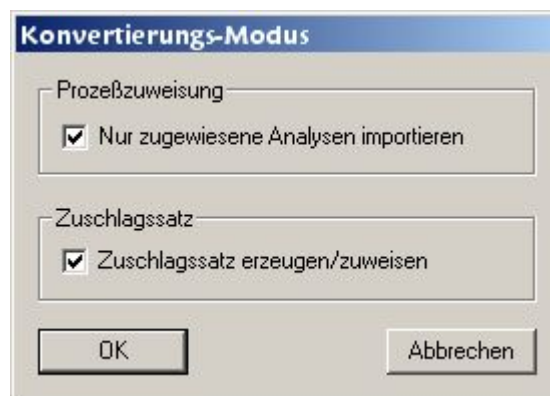 Konvertierungs-Modus
Prozeßzuweisung
Nur zugewiesene Analysen importieren
Zuschlagssatz
Zuschlagssatz erzeugen/zuweisen
OK
Abbrechen